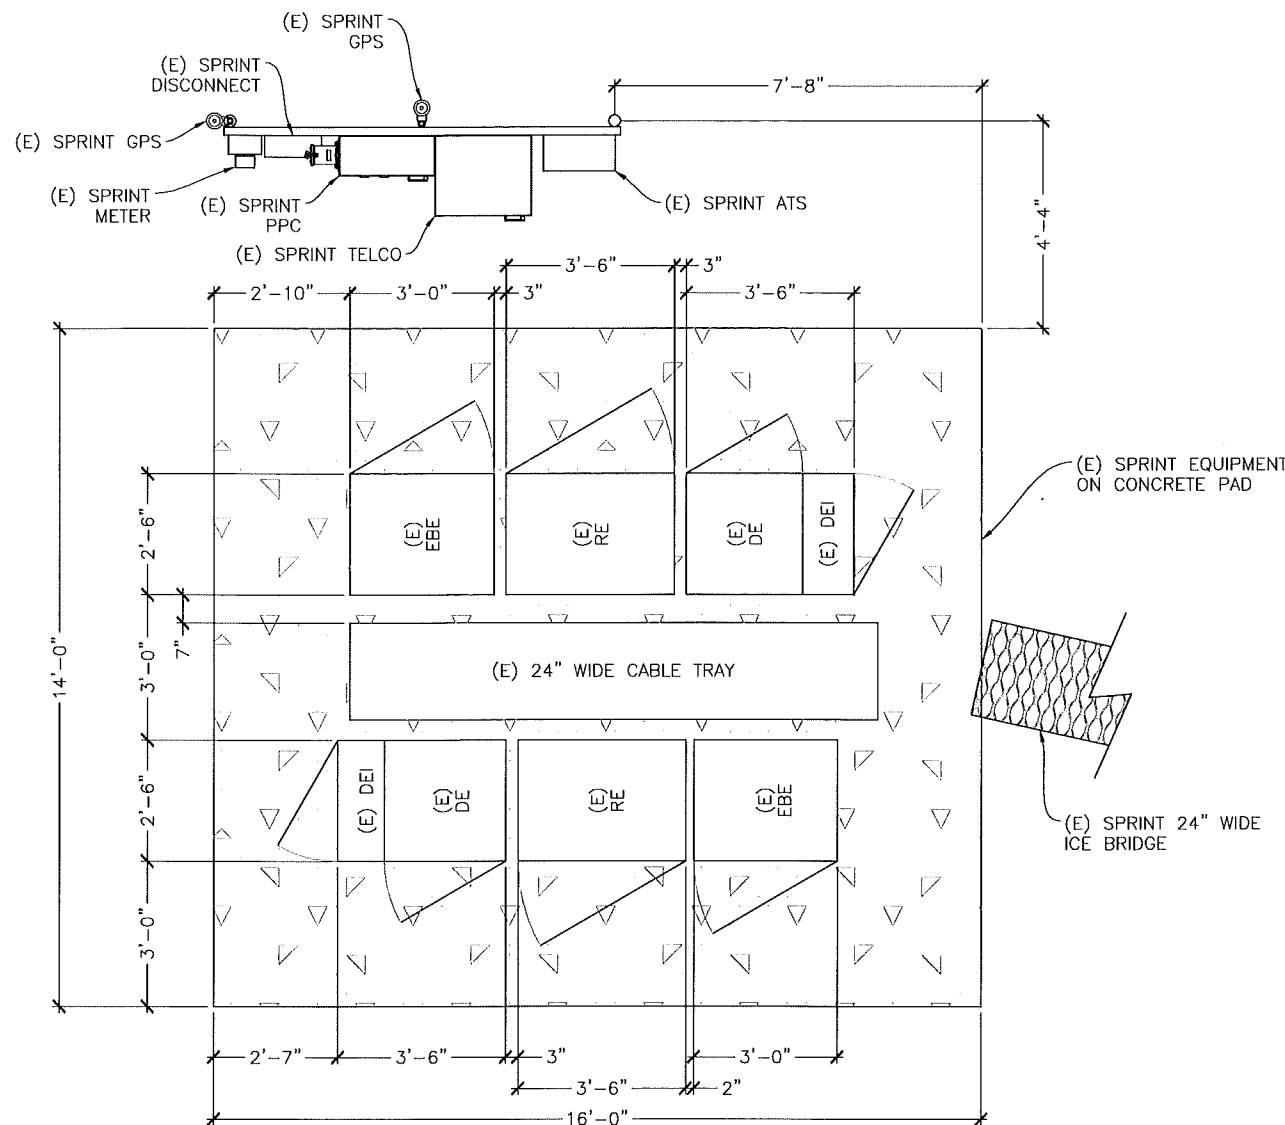 (E) SPRINT
GPS
(E) SPRINT
DISCONNECT
7'-8"
(E) SPRINT GPS
(E) SPRINT
METER
(E) SPRINT
PPC
(E) SPRINT ATS
(E) SPRINT TELCO
4'-4"
3'-6"
3"
2'-10"
3'-0"
3"
3'-6"
(E) SPRINT EQUIPMENT
ON CONCRETE PAD
2'-6"
(E)
EBE
(E)
RE
(E)
DE
(E) DEI
14'-0"
3'-0"
7"
(E) 24" WIDE CABLE TRAY
2'-6"
(E) DEI
(E)
DE
(E)
RE
(E)
EBE
(E) SPRINT 24" WIDE
ICE BRIDGE
3'-0"
2'-7"
3'-6"
3"
3'-0"
3'-6"
2"
16'-0"